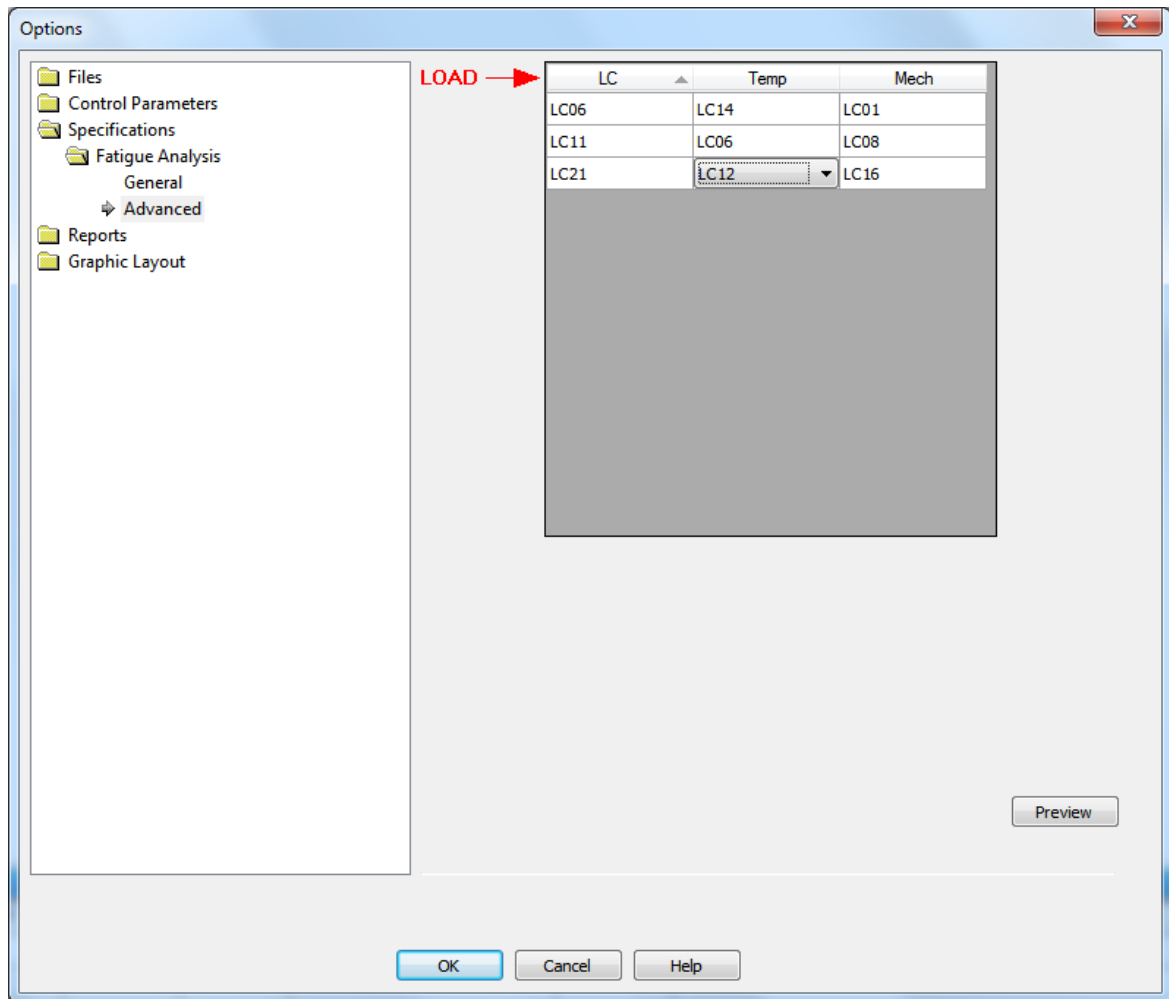 Options
Files
Control Parameters
Specifications
Fatigue Analysis
General
Advanced
Reports
Graphic Layout
LOAD
LC Temp Mech
LC06 LC14 LC01
LC11 LC06 LC08
LC21 LC12 LC16
Preview
OK Cancel Help